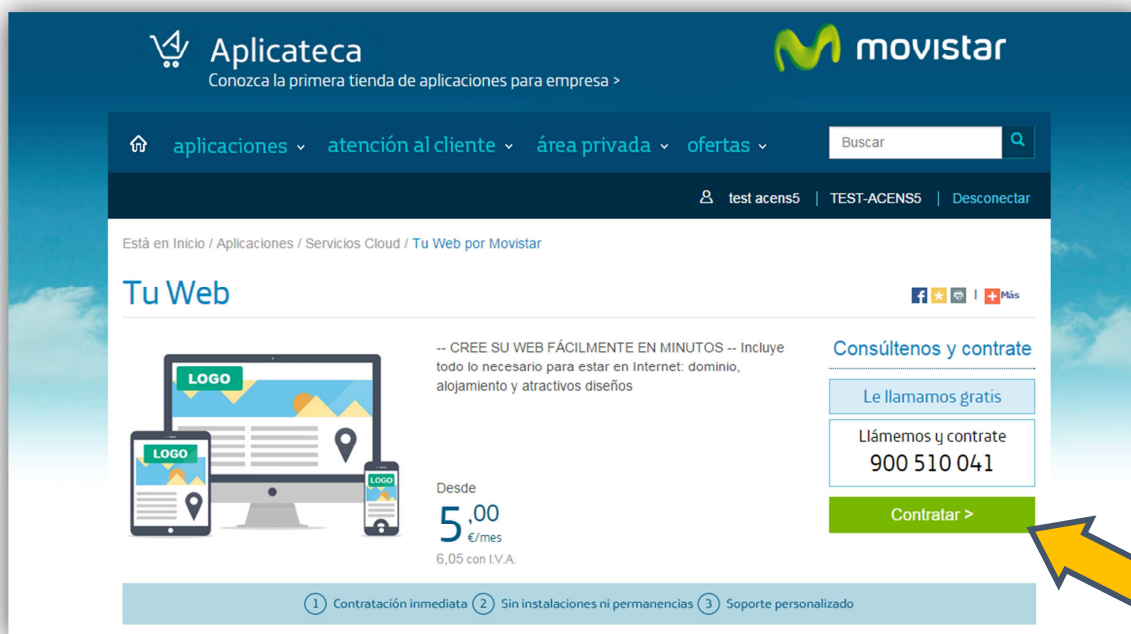 Aplicateca
Conozca la primera tienda de aplicaciones para empresa >
movistar
aplicaciones
atención al cliente
área privada
ofertas
Buscar
test acens5 | TEST-ACENS5 | Desconectar
Está en Inicio / Aplicaciones / Servicios Cloud / Tu Web por Movistar
Tu Web
Más
LOGO
LOGO
LOGO
-- CREE SU WEB FÁCILMENTE EN MINUTOS -- Incluye
todo lo necesario para estar en Internet: dominio,
alojamiento y atractivos diseños
Desde
5,00
€/mes
6,05 con I.V.A.
Consúltenos y contrate
Le llamamos gratis
Llámemos y contrate
900 510 041
Contratar >
1 Contratación inmediata 2 Sin instalaciones ni permanencias 3 Soporte personalizado